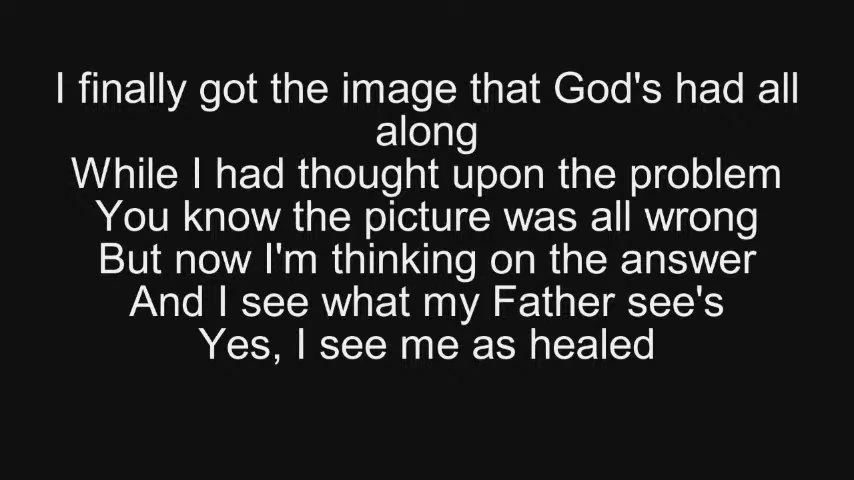 I finally got the image that God's had all
along
While I had thought upon the problem
You know the picture was all wrong
But now I'm thinking on the answer
And I see what my Father see's
Yes, I see me as healed